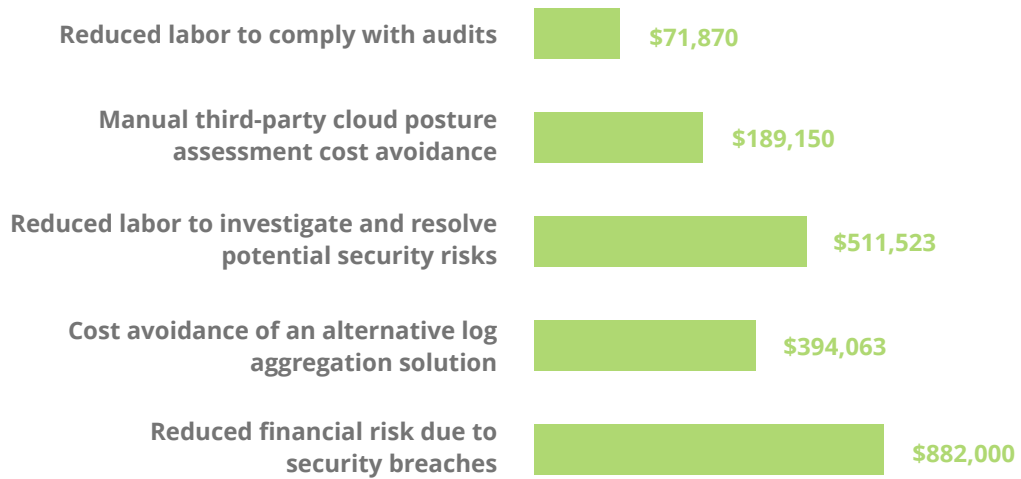 Reduced labor to comply with audits
$71,870
Manual third-party cloud posture
assessment cost avoidance
$189,150
Reduced labor to investigate and resolve
potential security risks
$511,523
Cost avoidance of an alternative log
aggregation solution
$394,063
Reduced financial risk due to
security breaches
$882,000